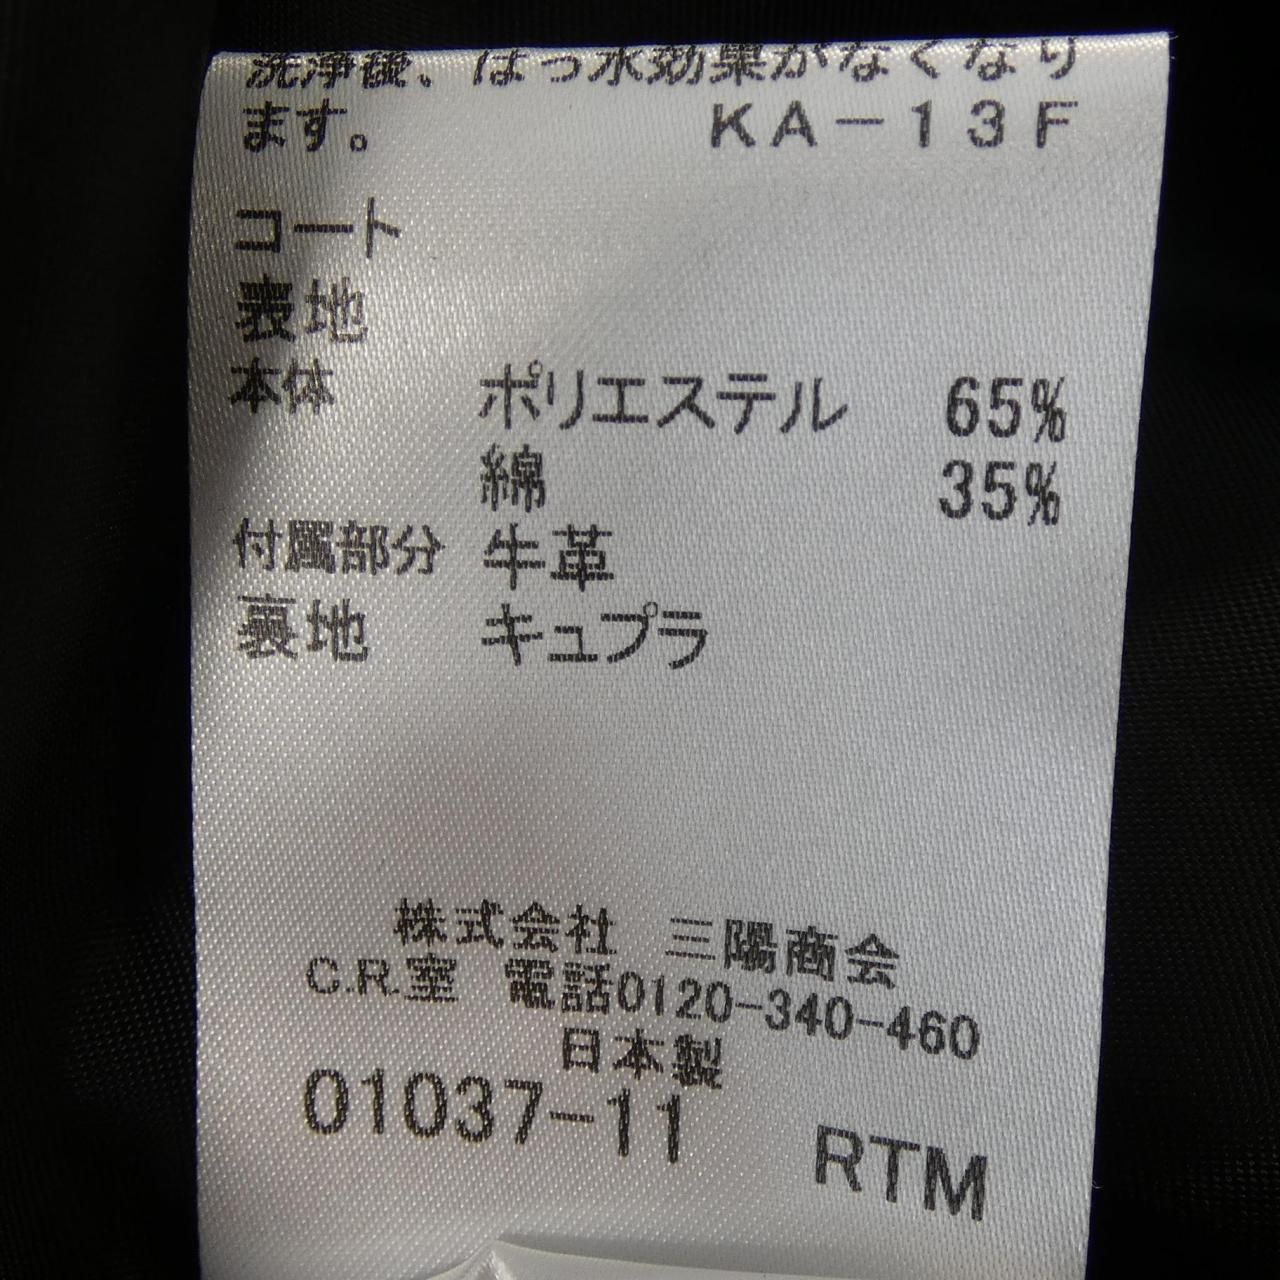 洗浄後、はっ水効果がなくなり
ます。 KA-13F
コート
表地
本体 ポリエステル 65%
綿 35%
付属部分 牛革
裏地 キュプラ
株式会社 三陽商会
C.R.室 電話0120-340-460
日本製
01037-11
RTM